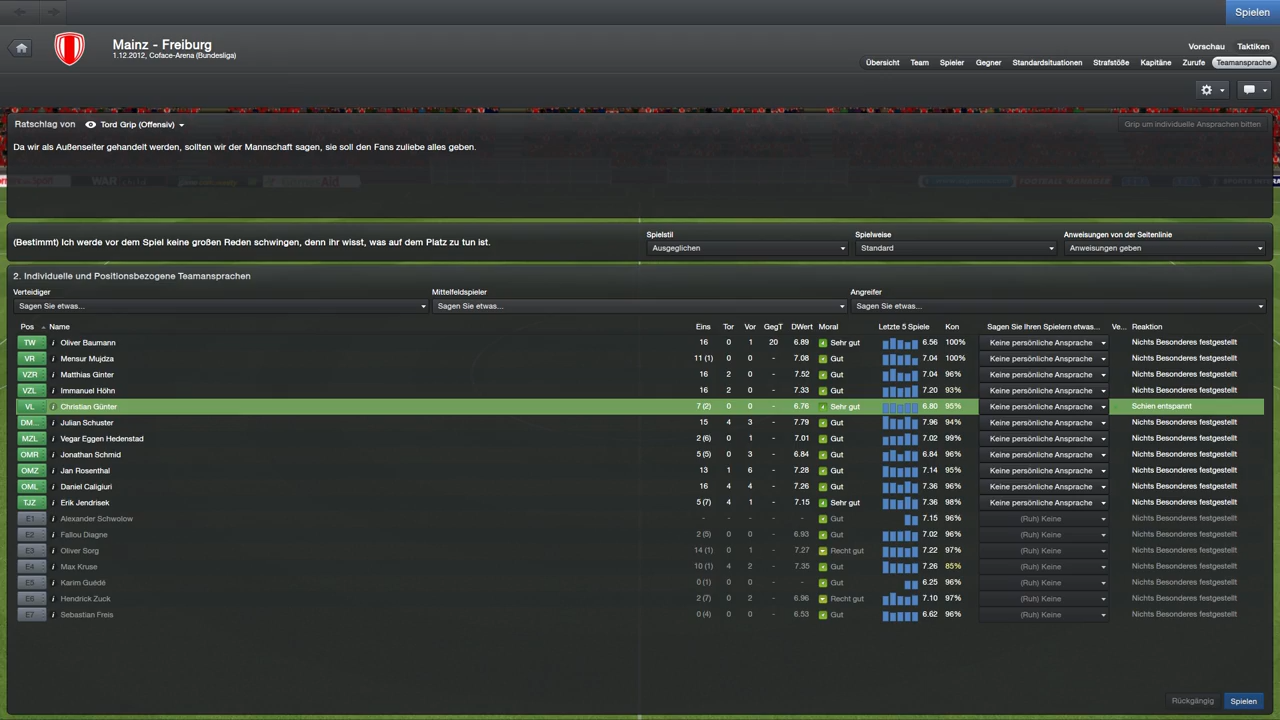 Spielen
Mainz - Freiburg
1.12.2012, Coface-Arena (Bundesliga)
Vorschau Taktiken
Übersicht Team Spieler Gegner Standardsituationen Strafstöße Kapitäne Zurufe Teamansprache
Ratschlag von Tord Grip (Offensiv)
Grip um individuelle Ansprachen bitten
Da wir als Außenseiter gehandelt werden, sollten wir der Mannschaft sagen, sie soll den Fans zuliebe alles geben.
WAR
FOOTBALL MANAGER
(Bestimmt) Ich werde vor dem Spiel keine großen Reden schwingen, denn ihr wisst, was auf dem Platz zu tun ist.
Spielstil Spielweise Anweisungen von der Seitenlinie
Ausgeglichen Standard Anweisungen geben
2. Individuelle und Positionsbezogene Teamansprachen
Verteidiger Mittelfeldspieler Angreifer
Sagen Sie etwas... Sagen Sie etwas... Sagen Sie etwas...
Pos Name Eins Tor Vor GegT DWert Moral Letzte 5 Spiele Kon Sagen Sie Ihren Spielern etwas... Ve... Reaktion
TW i Oliver Baumann 16 0 1 20 6.89 Sehr gut 6.56 100% Keine persönliche Ansprache Nichts Besonderes festgestellt
VR i Mensur Mujdza 11 (1) 0 0 - 7.08 Gut 7.04 100% Keine persönliche Ansprache Nichts Besonderes festgestellt
VZR i Matthias Ginter 16 2 0 - 7.52 Gut 7.04 96% Keine persönliche Ansprache Nichts Besonderes festgestellt
VZL i Immanuel Höhn 16 2 0 - 7.33 Gut 7.20 93% Keine persönliche Ansprache Nichts Besonderes festgestellt
VL i Christian Günter 7 (2) 0 0 - 6.76 Sehr gut 6.80 95% Keine persönliche Ansprache Schien entspannt
DM... i Julian Schuster 15 4 3 - 7.79 Gut 7.96 94% Keine persönliche Ansprache Nichts Besonderes festgestellt
MZL i Vegar Eggen Hedenstad 2 (6) 0 1 - 7.01 Gut 7.02 99% Keine persönliche Ansprache Nichts Besonderes festgestellt
OMR i Jonathan Schmid 5 (5) 0 3 - 6.84 Gut 6.84 96% Keine persönliche Ansprache Nichts Besonderes festgestellt
OMZ i Jan Rosenthal 13 1 6 - 7.28 Gut 7.14 95% Keine persönliche Ansprache Nichts Besonderes festgestellt
OML i Daniel Caligiuri 16 4 4 - 7.26 Gut 7.36 96% Keine persönliche Ansprache Nichts Besonderes festgestellt
TJZ i Erik Jendrisek 5 (7) 4 1 - 7.15 Sehr gut 7.36 98% Keine persönliche Ansprache Nichts Besonderes festgestellt
E1 i Alexander Schwolow - - - - - Gut 7.15 96% (Ruh) Keine Nichts Besonderes festgestellt
E2 i Fallou Diagne 2 (5) 0 0 - 6.93 Gut 7.02 96% (Ruh) Keine Nichts Besonderes festgestellt
E3 i Oliver Sorg 14 (1) 0 1 - 7.27 Recht gut 7.22 97% (Ruh) Keine Nichts Besonderes festgestellt
E4 i Max Kruse 10 (1) 4 2 - 7.35 Gut 7.26 85% (Ruh) Keine Nichts Besonderes festgestellt
E5 i Karim Guédé 0 (1) 0 0 - - Gut 6.25 96% (Ruh) Keine Nichts Besonderes festgestellt
E6 i Hendrick Zuck 2 (7) 0 2 - 6.96 Recht gut 7.10 97% (Ruh) Keine Nichts Besonderes festgestellt
E7 i Sebastian Freis 0 (4) 0 0 - 6.53 Gut 6.62 96% (Ruh) Keine Nichts Besonderes festgestellt
Rückgängig Spielen